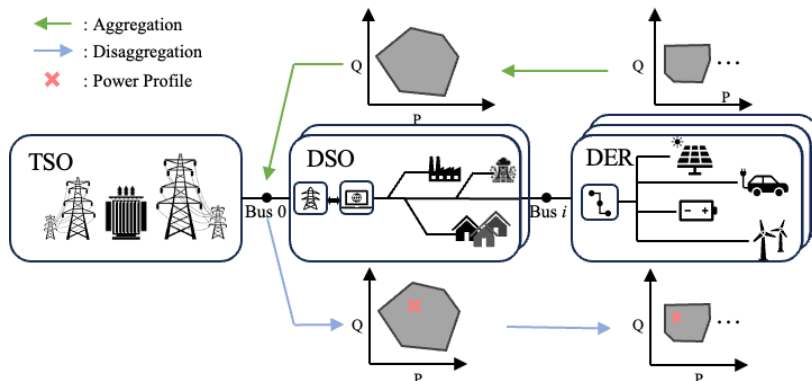 : Aggregation
: Disaggregation
: Power Profile
Q
P
Q
...
P
TSO
DSO
DER
Bus 0
Bus i
Q
P
Q
...
P
- +